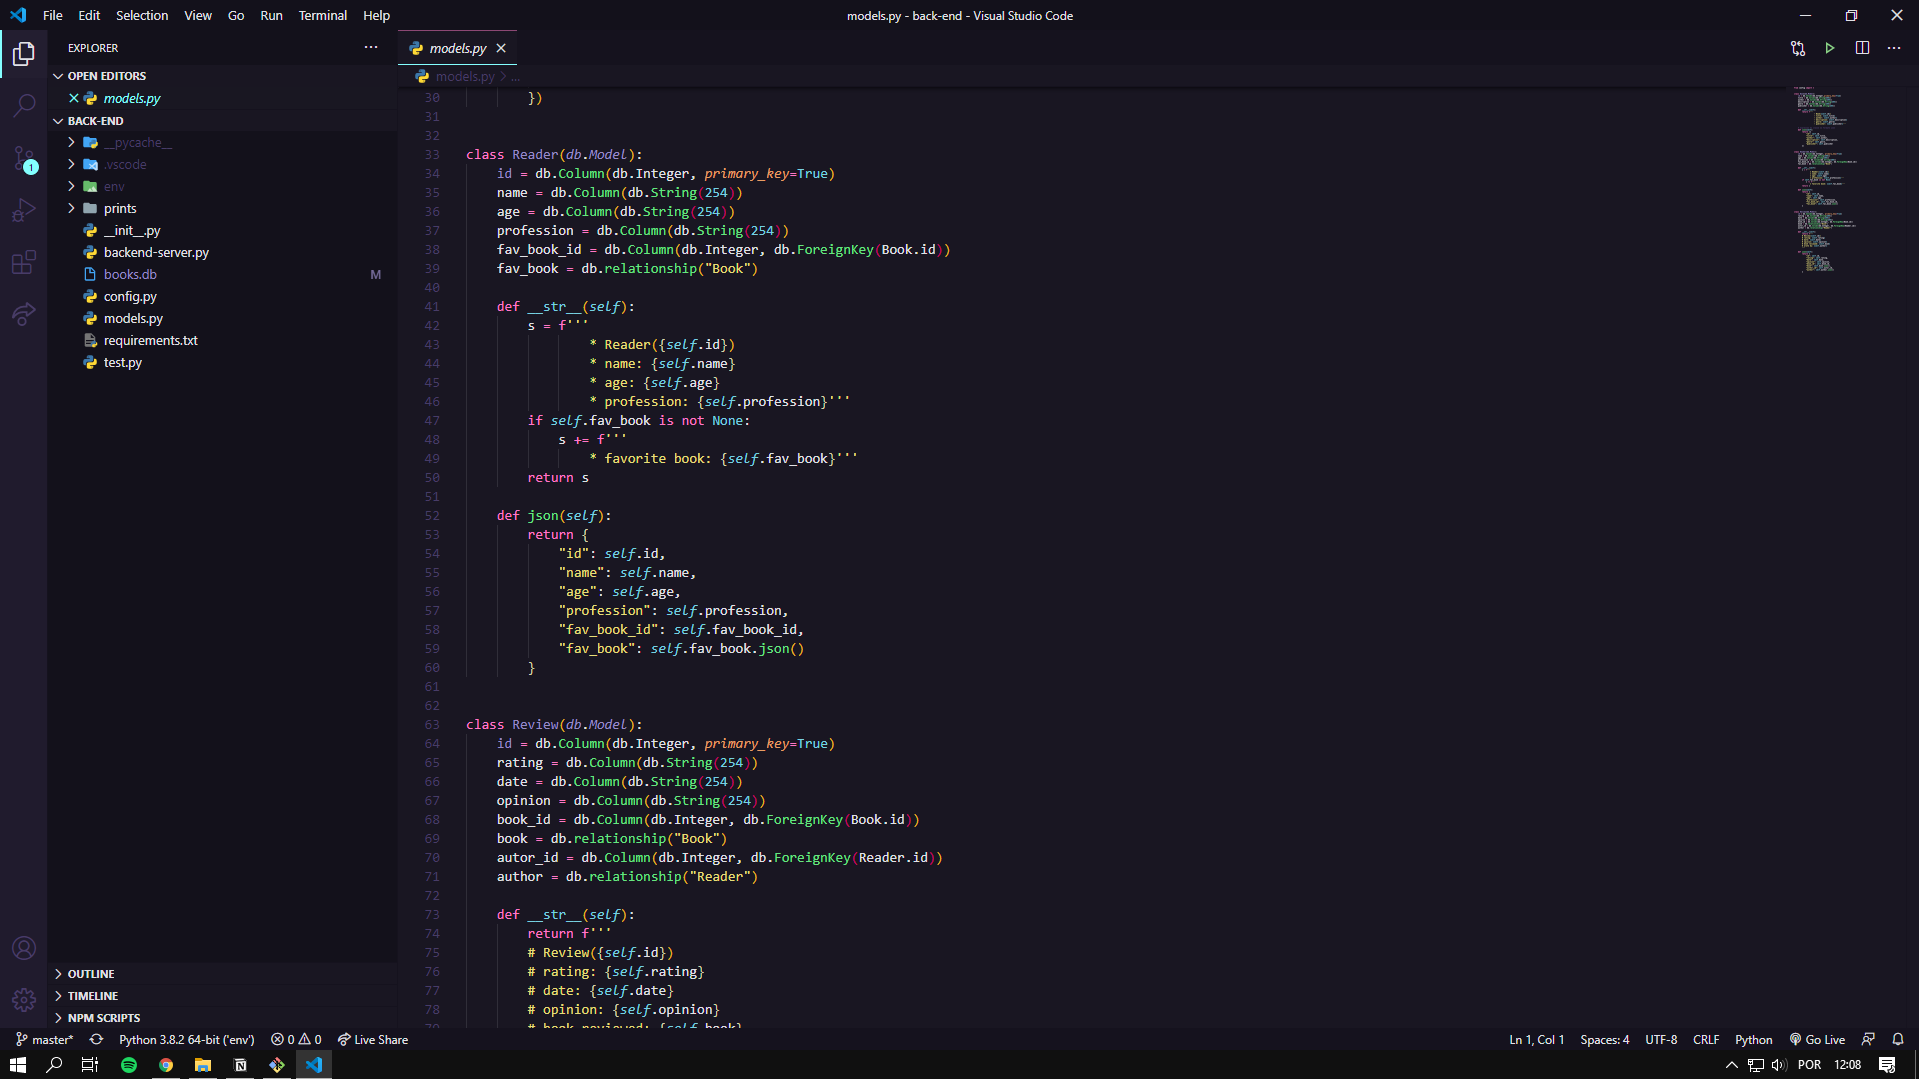 File Edit Selection View Go Run Terminal Help
models.py - back-end - Visual Studio Code
EXPLORER
OPEN EDITORS
models.py
BACK-END
__pycache__
.vscode
env
prints
__init__.py
backend-server.py
books.db M
config.py
models.py
requirements.txt
test.py
OUTLINE
TIMELINE
NPM SCRIPTS
1
models.py
models.py > ...
30 })
31
32
33 class Reader(db.Model):
34 id = db.Column(db.Integer, primary_key=True)
35 name = db.Column(db.String(254))
36 age = db.Column(db.String(254))
37 profession = db.Column(db.String(254))
38 fav_book_id = db.Column(db.Integer, db.ForeignKey(Book.id))
39 fav_book = db.relationship("Book")
40
41 def __str__(self):
42 s = f'''
43 * Reader({self.id})
44 * name: {self.name}
45 * age: {self.age}
46 * profession: {self.profession}'''
47 if self.fav_book is not None:
48 s += f'''
49 * favorite book: {self.fav_book}'''
50 return s
51
52 def json(self):
53 return {
54 "id": self.id,
55 "name": self.name,
56 "age": self.age,
57 "profession": self.profession,
58 "fav_book_id": self.fav_book_id,
59 "fav_book": self.fav_book.json()
60 }
61
62
63 class Review(db.Model):
64 id = db.Column(db.Integer, primary_key=True)
65 rating = db.Column(db.String(254))
66 date = db.Column(db.String(254))
67 opinion = db.Column(db.String(254))
68 book_id = db.Column(db.Integer, db.ForeignKey(Book.id))
69 book = db.relationship("Book")
70 autor_id = db.Column(db.Integer, db.ForeignKey(Reader.id))
71 author = db.relationship("Reader")
72
73 def __str__(self):
74 return f'''
75 # Review({self.id})
76 # rating: {self.rating}
77 # date: {self.date}
78 # opinion: {self.opinion}
79 # book reviewed: {self.book}
master* Python 3.8.2 64-bit ('env') 0 0 Live Share
Ln 1, Col 1 Spaces: 4 UTF-8 CRLF Python Go Live
POR 12:08